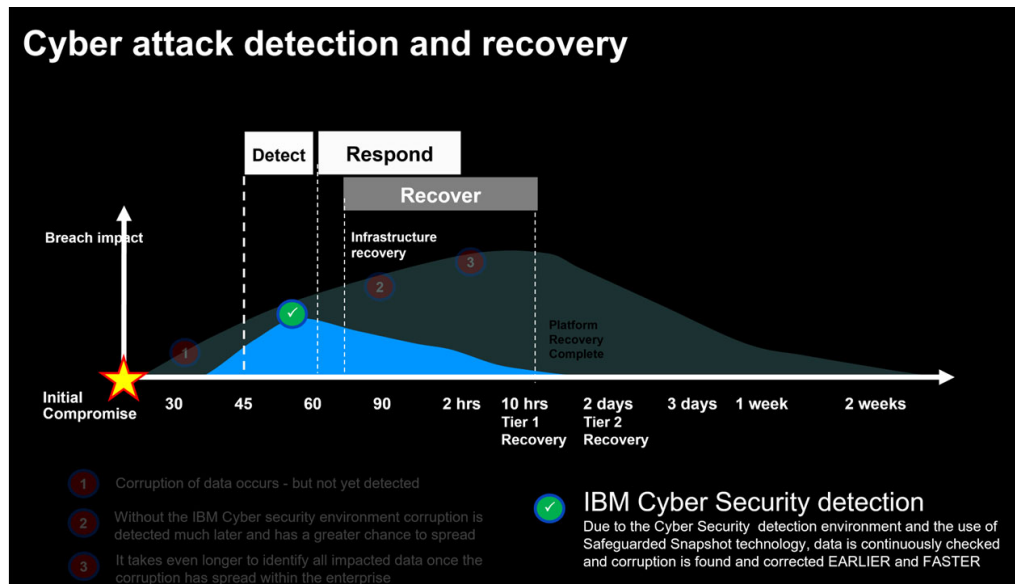 Cyber attack detection and recovery
Detect
Respond
Recover
Breach impact
Infrastructure
recovery
3
2
✓
1
Platform
Recovery
Complete
Initial
Compromise
30
45
60
90
2 hrs
10 hrs
Tier 1
Recovery
2 days
Tier 2
Recovery
3 days
1 week
2 weeks
1
Corruption of data occurs - but not yet detected
2
Without the IBM Cyber security environment corruption is
detected much later and has a greater chance to spread
3
It takes even longer to identify all impacted data once the
corruption has spread within the enterprise
✓
IBM Cyber Security detection
Due to the Cyber Security detection environment and the use of
Safeguarded Snapshot technology, data is continuously checked
and corruption is found and corrected EARLIER and FASTER